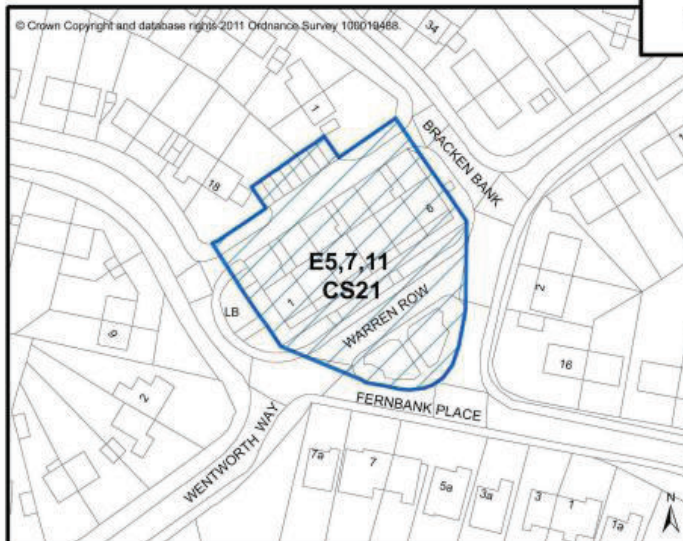 © Crown Copyright and database rights 2011 Ordnance Survey 100019488.
34
1
BRACKEN BANK
18
6
E5,7,11
CS21
2
LB
1
WARREN ROW
9
16
2
FERNBANK PLACE
WENTWORTH WAY
7a
7
5a
3a
3
1
1a
N